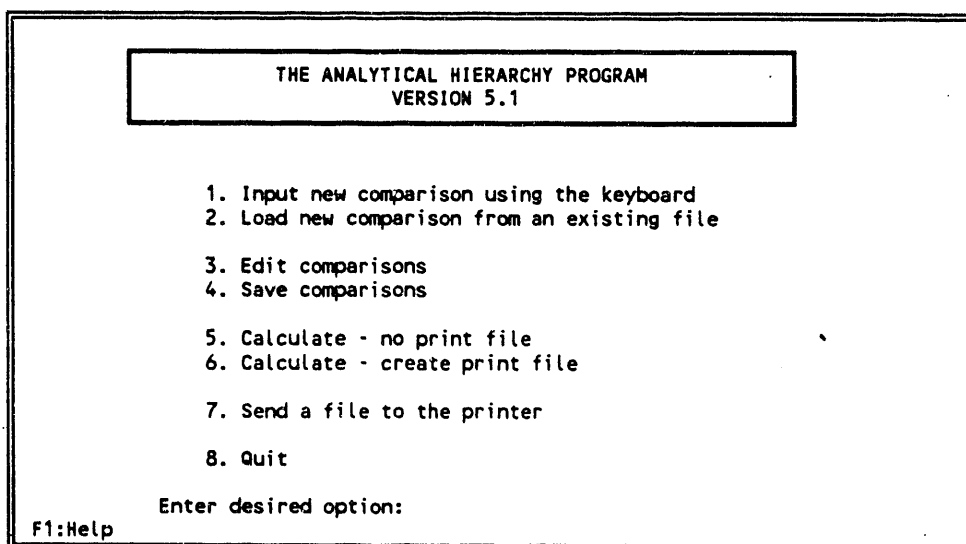 THE ANALYTICAL HIERARCHY PROGRAM
VERSION 5.1
1. Input new comparison using the keyboard
2. Load new comparison from an existing file
3. Edit comparisons
4. Save comparisons
5. Calculate - no print file
6. Calculate - create print file
7. Send a file to the printer
8. Quit
Enter desired option:
F1:Help